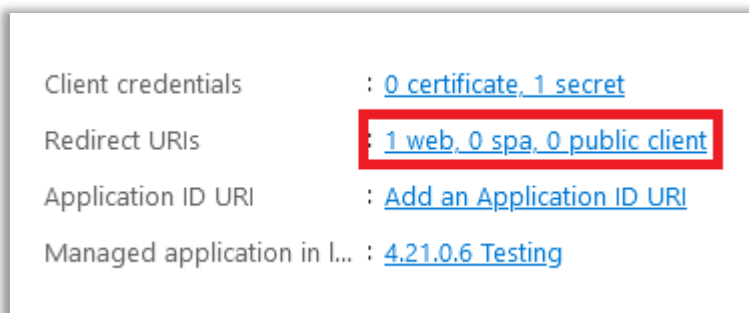 Client credentials : 0 certificate, 1 secret
Redirect URIs : 1 web, 0 spa, 0 public client
Application ID URI : Add an Application ID URI
Managed application in l... : 4.21.0.6 Testing